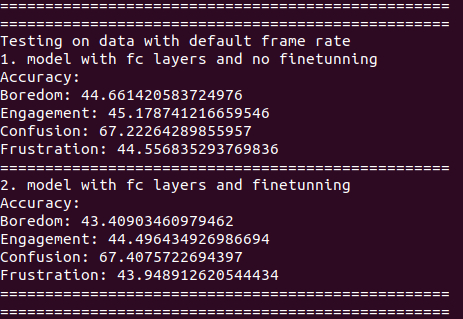 ==================================================
==================================================
Testing on data with default frame rate
1. model with fc layers and no finetunning
Accuracy:
Boredom: 44.661420583724976
Engagement: 45.178741216659546
Confusion: 67.22264289855957
Frustration: 44.556835293769836
==================================================
2. model with fc layers and finetunning
Accuracy:
Boredom: 43.40903460979462
Engagement: 44.496434926986694
Confusion: 67.4075722694397
Frustration: 43.948912620544434
==================================================
==================================================